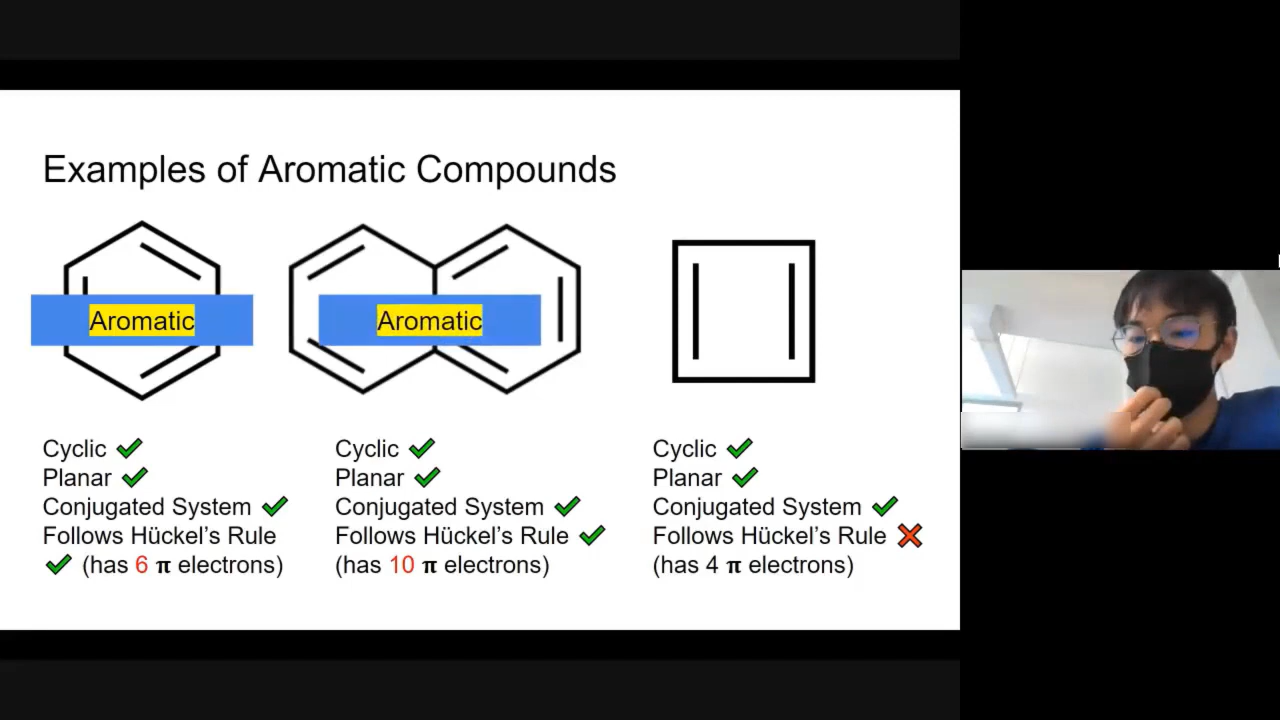 Examples of Aromatic Compounds
Aromatic
Aromatic
Cyclic ✔
Planar ✔
Conjugated System ✔
Follows Hückel’s Rule
✔ (has 6 π electrons)
Cyclic ✔
Planar ✔
Conjugated System ✔
Follows Hückel’s Rule ✔
(has 10 π electrons)
Cyclic ✔
Planar ✔
Conjugated System ✔
Follows Hückel’s Rule ❌
(has 4 π electrons)